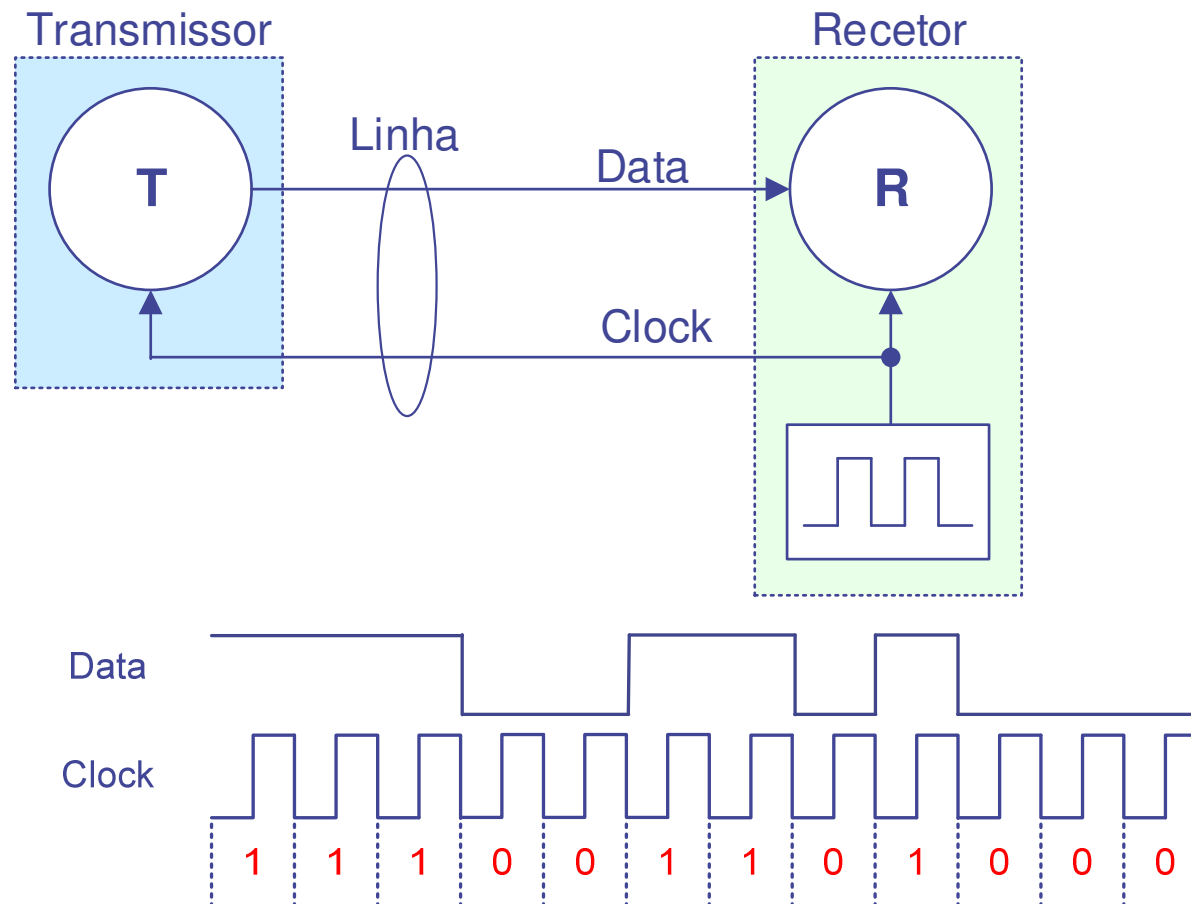 Transmissor
Recetor
Linha
Data
T
R
Clock
Data
Clock
1 1 1 0 0 1 1 0 1 0 0 0